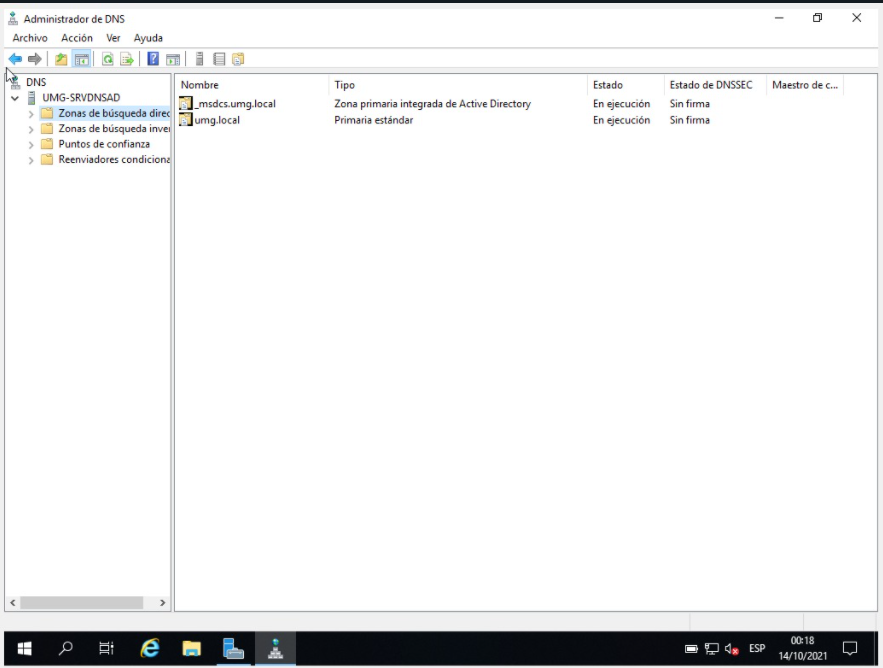 Administrador de DNS
Archivo Acción Ver Ayuda
DNS
UMG-SRVDNSAD
Zonas de búsqueda direc
Zonas de búsqueda inver
Puntos de confianza
Reenviadores condiciona
Nombre Tipo Estado Estado de DNSSEC Maestro de c...
_msdcs.umg.local Zona primaria integrada de Active Directory En ejecución Sin firma
umg.local Primaria estándar En ejecución Sin firma
ESP
00:18
14/10/2021